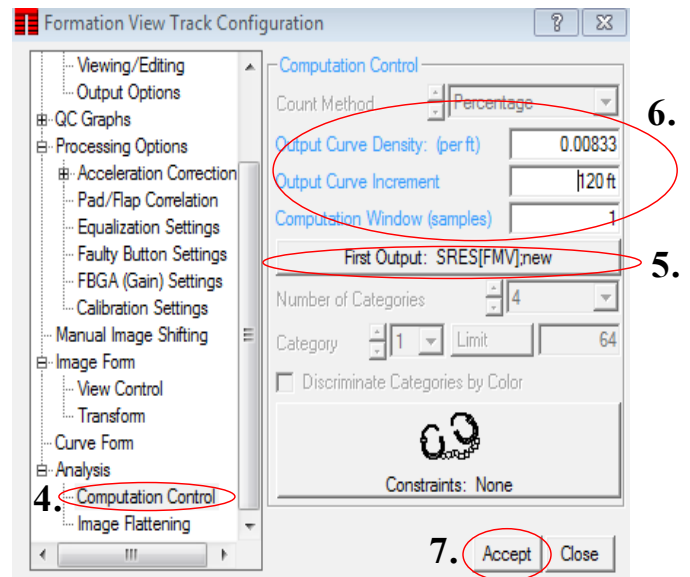 Formation View Track Configuration
Viewing/Editing
Output Options
QC Graphs
Processing Options
Acceleration Correction
Pad/Flap Correlation
Equalization Settings
Faulty Button Settings
FBGA (Gain) Settings
Calibration Settings
Manual Image Shifting
Image Form
View Control
Transform
Curve Form
Analysis
4. Computation Control
Image Flattening
Computation Control
Count Method Percentage
6.
Output Curve Density: (per ft) 0.00833
Output Curve Increment 120 ft
Computation Window (samples) 1
First Output: SRES[FMV];new
5.
Number of Categories 4
Category 1 Limit 64
Discriminate Categories by Color
Constraints: None
7. Accept Close